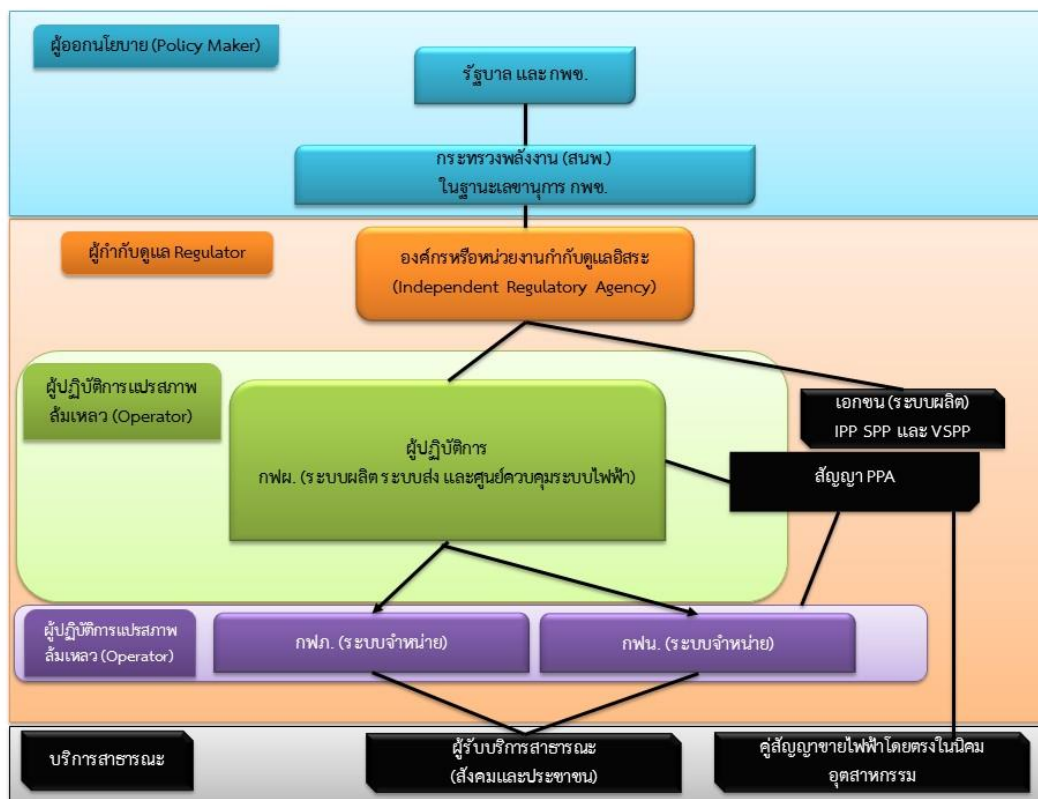 ผู้ออกนโยบาย (Policy Maker)
รัฐบาล และ กพช.
กระทรวงพลังงาน (สนพ.)
ในฐานะเลขานุการ กพช.
ผู้กำกับดูแล Regulator
องค์กรหรือหน่วยงานกำกับดูแลอิสระ
(Independent Regulatory Agency)
ผู้ปฏิบัติการแปรสภาพ
ล้มเหลว (Operator)
ผู้ปฏิบัติการ
กฟผ. (ระบบผลิต ระบบส่ง และศูนย์ควบคุมระบบไฟฟ้า)
เอกชน (ระบบผลิต)
IPP SPP และ VSPP
สัญญา PPA
ผู้ปฏิบัติการแปรสภาพ
ล้มเหลว (Operator)
กฟภ. (ระบบจำหน่าย)
กฟน. (ระบบจำหน่าย)
บริการสาธารณะ
ผู้รับบริการสาธารณะ
(สังคมและประชาชน)
คู่สัญญาขายไฟฟ้าโดยตรงในนิคม
อุตสาหกรรม